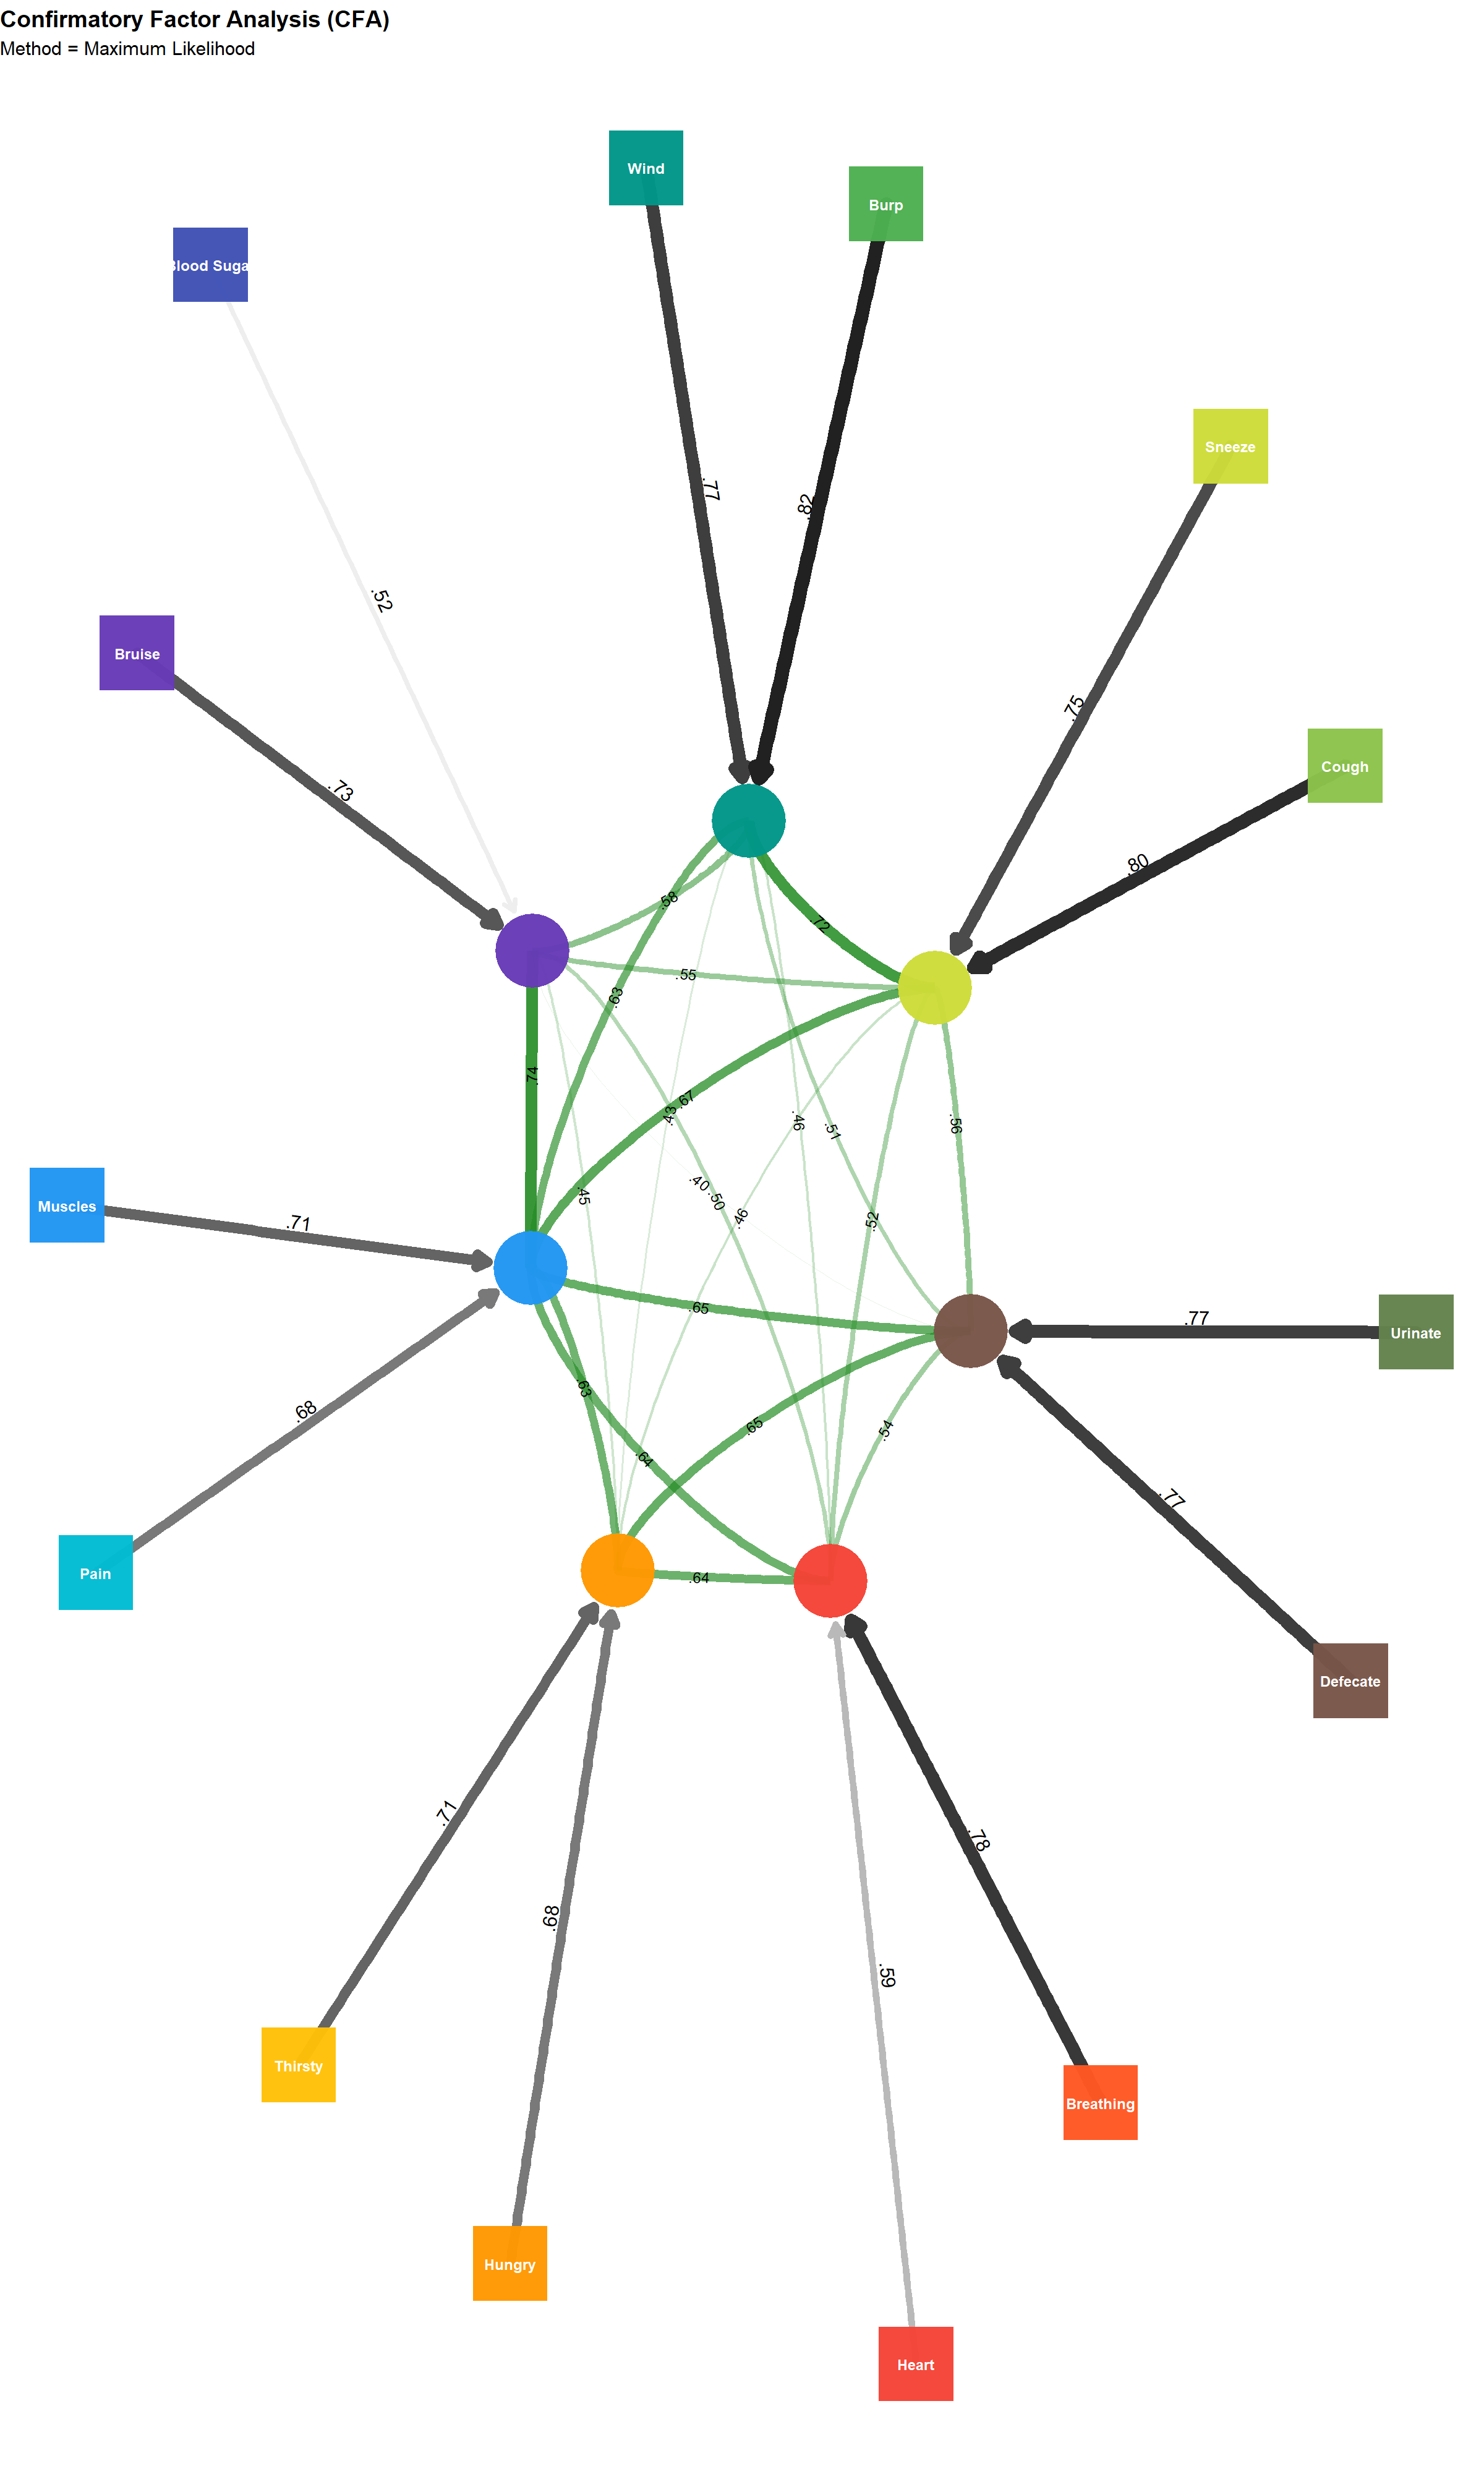 Confirmatory Factor Analysis (CFA)
Method = Maximum Likelihood
Wind
Burp
Blood Suga
Sneeze
.77
.82
.52
Bruise
.75
Cough
.73
.80
.58
.72
.55
.63
.74
.67
.43
.46
.51
.56
Muscles
.45
.40
.50
.46
.52
.71
.65
.77
Urinate
.63
.68
.65
.54
.64
.77
Pain
.64
Defecate
.71
.78
.68
.59
Thirsty
Breathing
Hungry
Heart